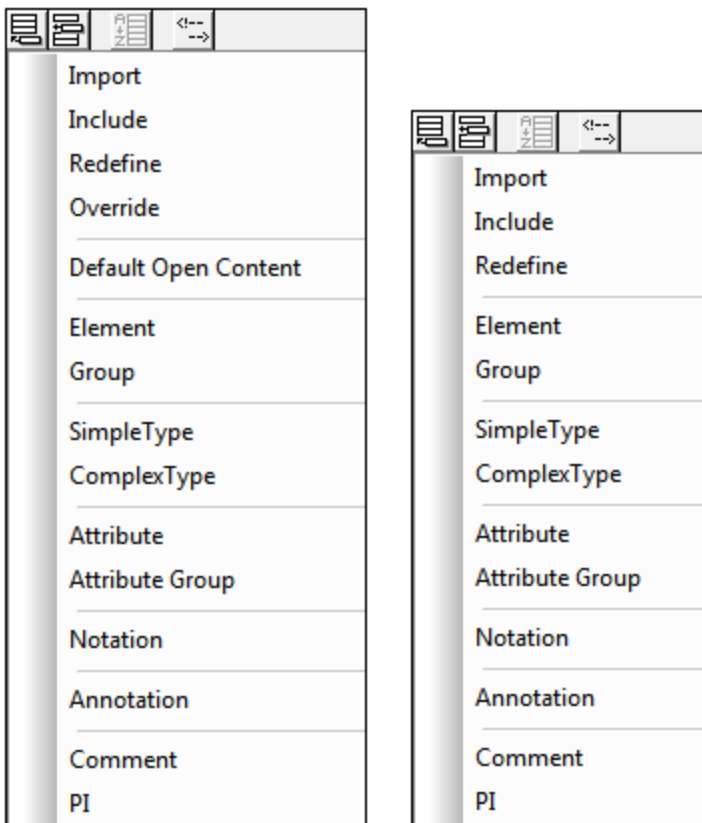 Import
Include
Redefine
Override
Default Open Content
Element
Group
SimpleType
ComplexType
Attribute
Attribute Group
Notation
Annotation
Comment
PI
Import
Include
Redefine
Element
Group
SimpleType
ComplexType
Attribute
Attribute Group
Notation
Annotation
Comment
PI